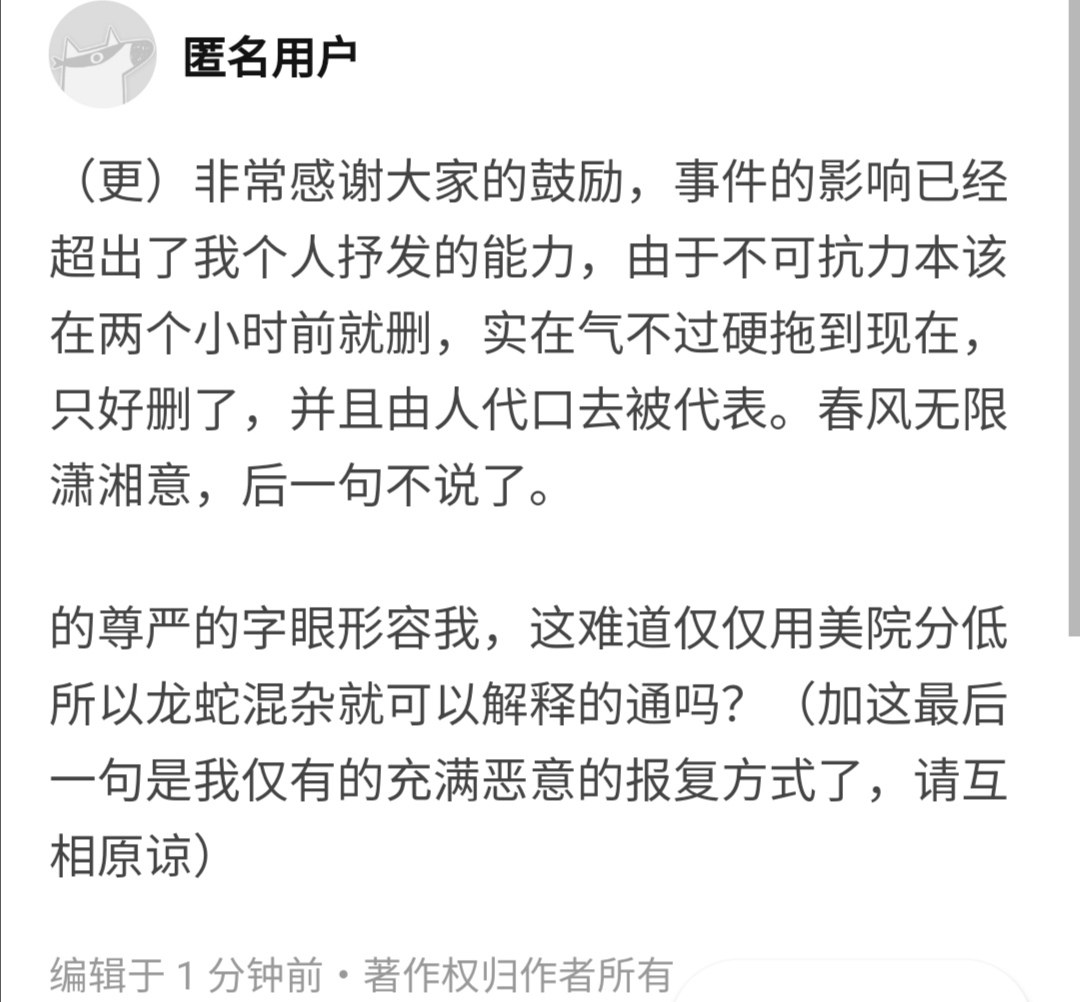 匿名用户
（更）非常感谢大家的鼓励，事件的影响已经
超出了我个人抒发的能力，由于不可抗力本该
在两个小时前就删，实在气不过硬拖到现在，
只好删了，并且由人代口去被代表。春风无限
潇湘意，后一句不说了。
的尊严的字眼形容我，这难道仅仅用美院分低
所以龙蛇混杂就可以解释的通吗？（加这最后
一句是我仅有的充满恶意的报复方式了，请互
相原谅）
编辑于 1 分钟前・著作权归作者所有